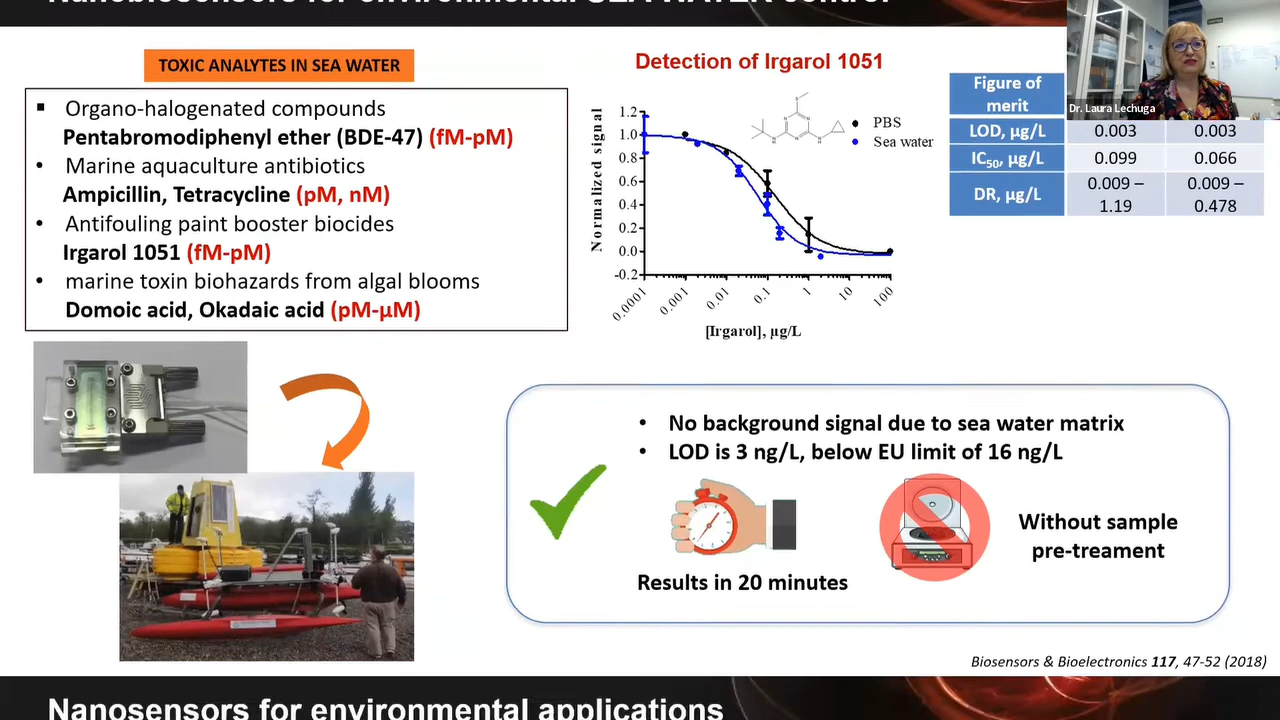 Nanobiosensors for environmental SEA WATER control
TOXIC ANALYTES IN SEA WATER
▪ Organo-halogenated compounds
Pentabromodiphenyl ether (BDE-47) (fM-pM)
• Marine aquaculture antibiotics
Ampicillin, Tetracycline (pM, nM)
• Antifouling paint booster biocides
Irgarol 1051 (fM-pM)
• marine toxin biohazards from algal blooms
Domoic acid, Okadaic acid (pM-µM)
Detection of Irgarol 1051
Normalized signal
1.2
1.0
0.8
0.6
0.4
0.2
0.0
-0.2
0.0001
0.001
0.01
0.1
1
10
100
[Irgarol], µg/L
S
N
N
N
N
H
N
H
PBS
Sea water
Figure of
merit
LOD, µg/L 0.003 0.003
IC50, µg/L 0.099 0.066
DR, µg/L 0.009 – 1.19 0.009 – 0.478
Dr. Laura Lechuga
• No background signal due to sea water matrix
• LOD is 3 ng/L, below EU limit of 16 ng/L
Results in 20 minutes
Without sample
pre-treament
Biosensors & Bioelectronics 117, 47-52 (2018)
Nanosensors for environmental applications